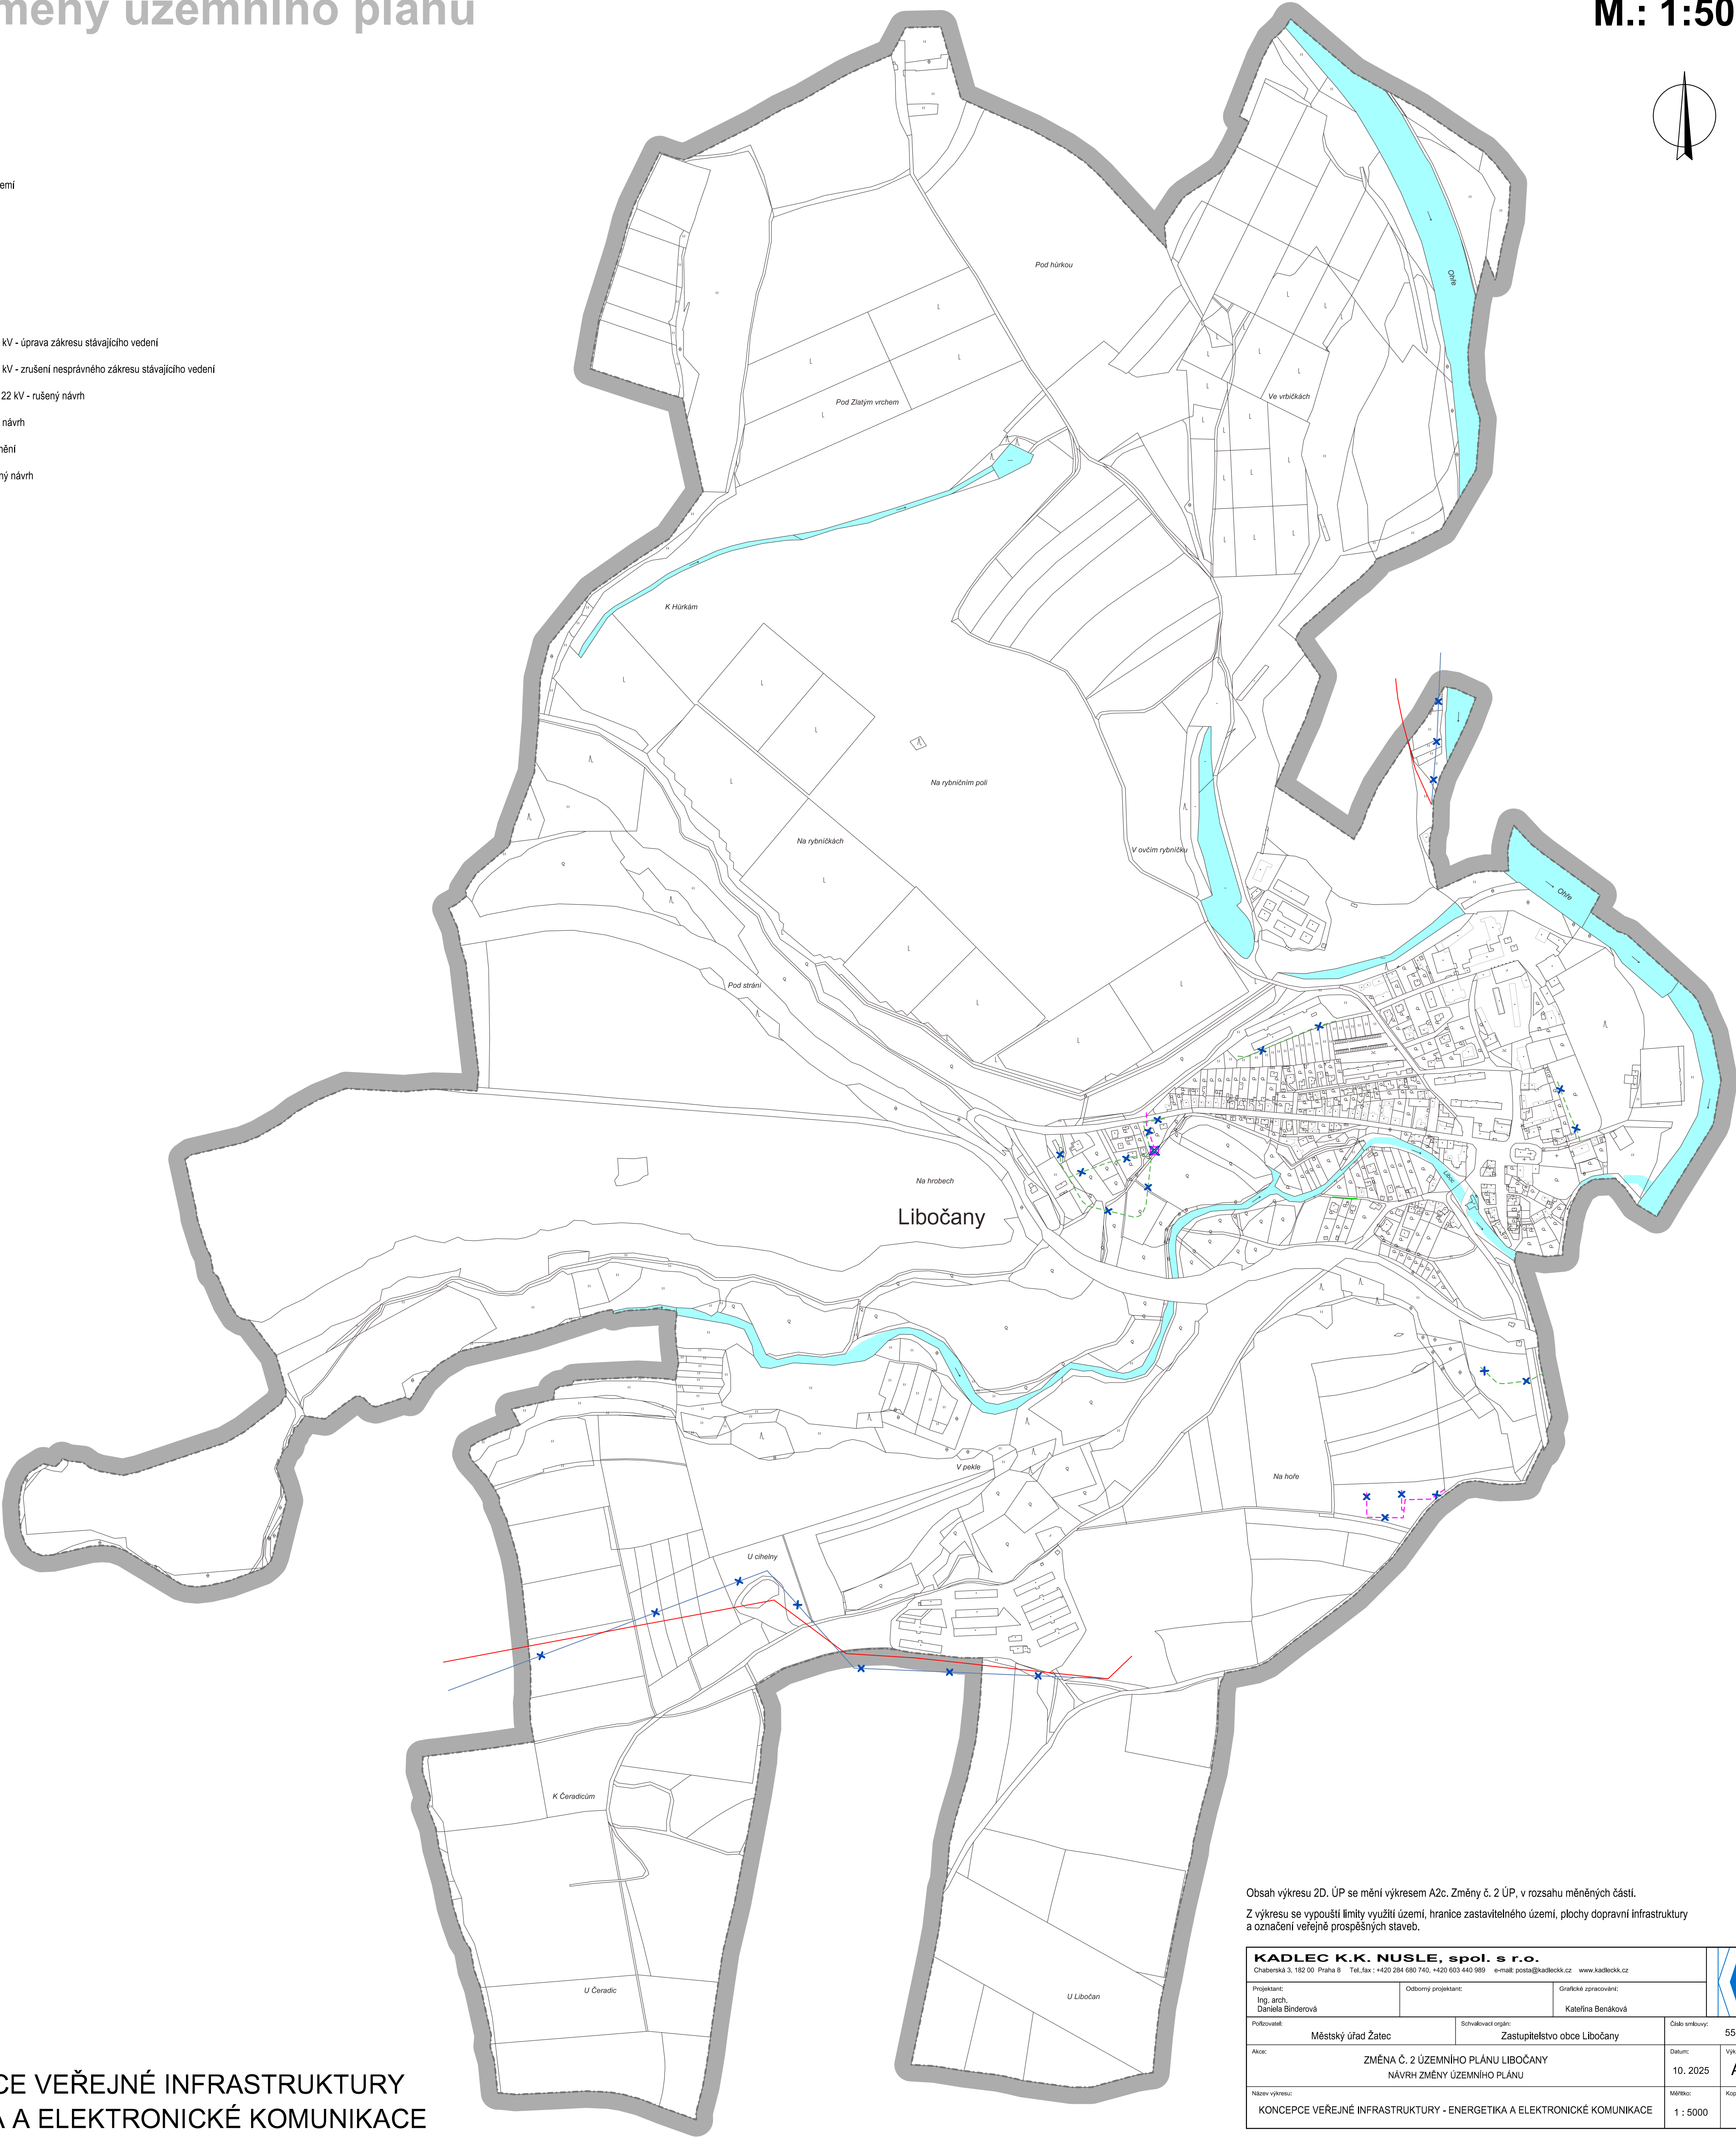 měny územního plánu
M.: 1:50
emí
kV - úprava zákresu stávajícího vedení
kV - zrušení nesprávného zákresu stávajícího vedení
22 kV - rušený návrh
návrh
nění
ný návrh
Ohře
Pod hůrkou
Ve vrbičkách
Pod Zlatým vrchem
K Hůrkám
Na rybničním poli
Na rybníčkách
V ovčím rybníčku
Ohře
Pod strání
Liboc
Na hrobech
Libočany
V pekle
Na hoře
U cihelny
K Čeradicům
U Čeradic
U Libočan
Obsah výkresu 2D. ÚP se mění výkresem A2c. Změny č. 2 ÚP, v rozsahu měněných částí.
Z výkresu se vypouští limity využití území, hranice zastavitelného území, plochy dopravní infrastruktury
a označení veřejně prospěšných staveb.
KADLEC K.K. NUSLE, spol. s r.o.
Chaberská 3, 182 00 Praha 8 Tel.,fax : +420 284 680 740, +420 603 440 989 e-mail: posta@kadleckk.cz www.kadleckk.cz
Projektant:
Ing. arch.
Daniela Binderová
Odborný projektant:
Grafické zpracování:
Kateřina Benáková
Pořizovatel:
Městský úřad Žatec
Schvalovací orgán:
Zastupitelstvo obce Libočany
Číslo smlouvy:
55
Akce:
ZMĚNA Č. 2 ÚZEMNÍHO PLÁNU LIBOČANY
NÁVRH ZMĚNY ÚZEMNÍHO PLÁNU
Datum:
10. 2025
Výk
A
Název výkresu:
KONCEPCE VEŘEJNÉ INFRASTRUKTURY - ENERGETIKA A ELEKTRONICKÉ KOMUNIKACE
Měřítko:
1 : 5000
Kop
CE VEŘEJNÉ INFRASTRUKTURY
A A ELEKTRONICKÉ KOMUNIKACE